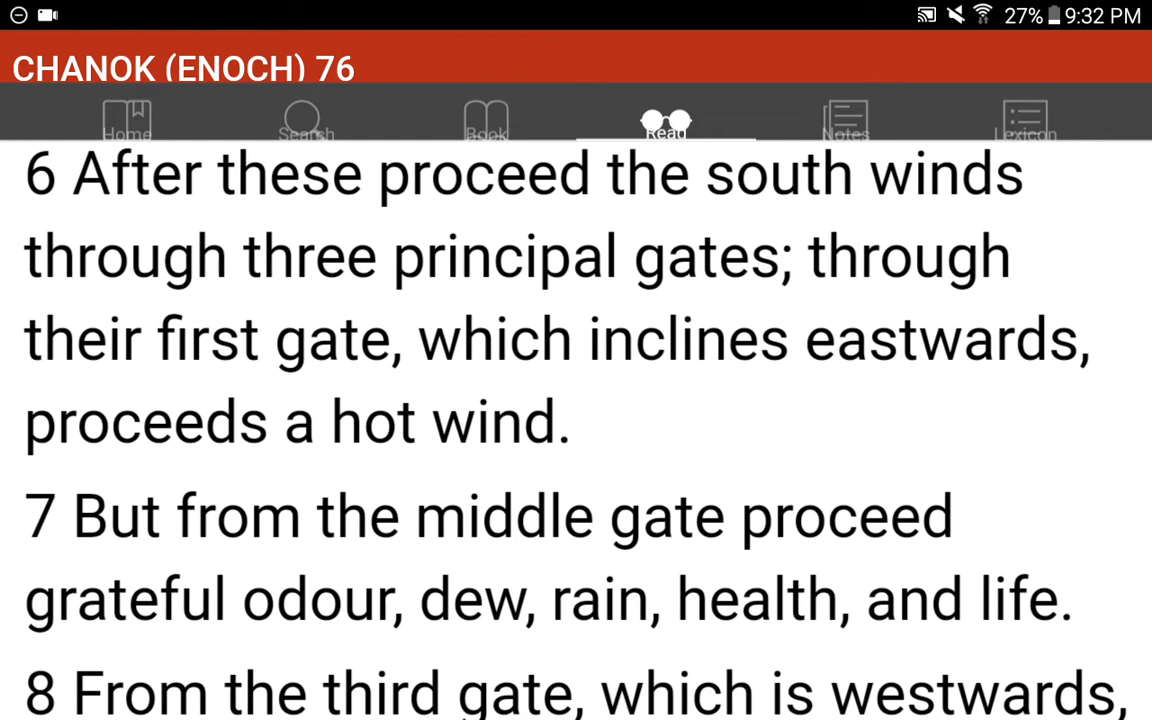 27% 9:32 PM
CHANOK (ENOCH) 76
Home Search Book Read Notes Lexicon
6 After these proceed the south winds
through three principal gates; through
their first gate, which inclines eastwards,
proceeds a hot wind.
7 But from the middle gate proceed
grateful odour, dew, rain, health, and life.
8 From the third gate, which is westwards,